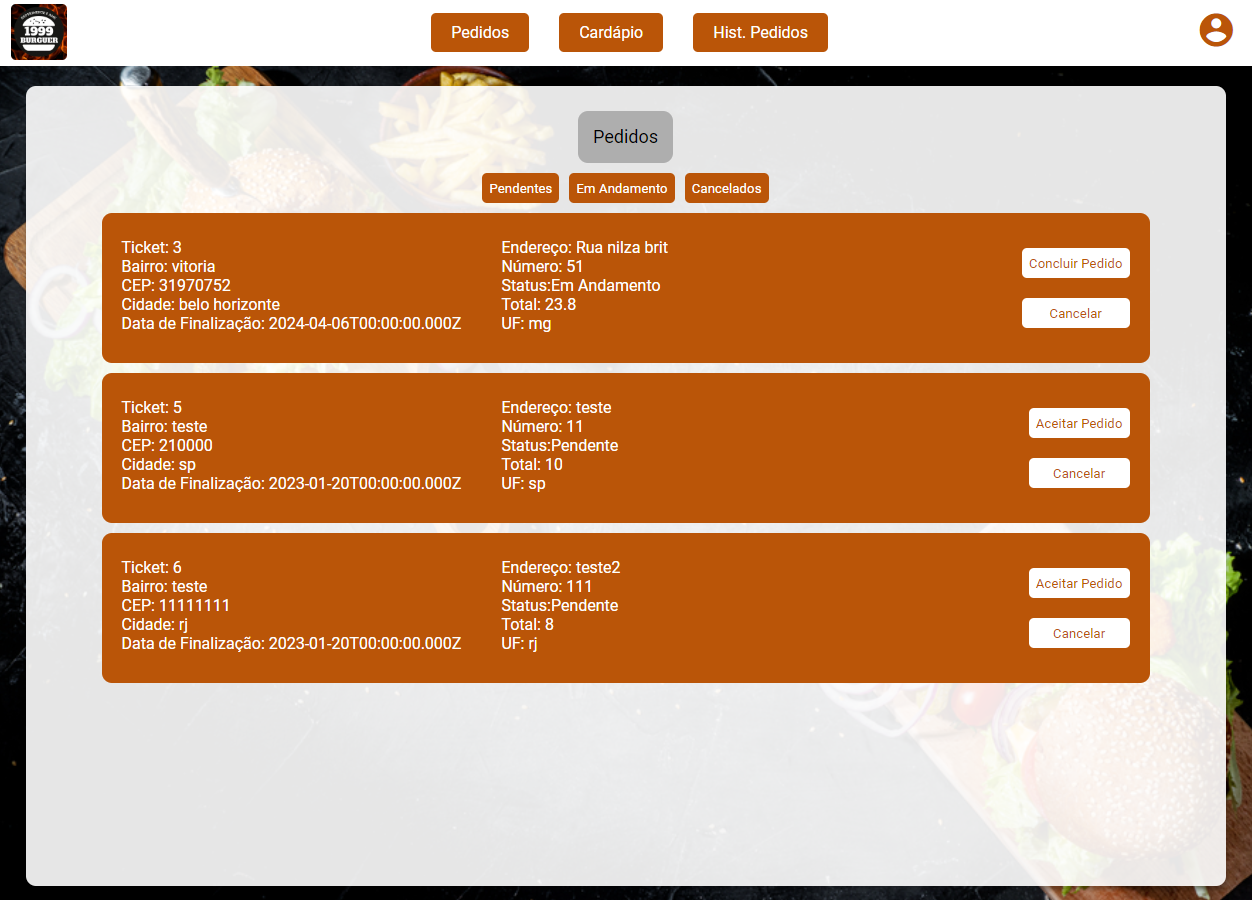 1999
BURGUER
Pedidos
Cardápio
Hist. Pedidos
Pedidos
Pendentes
Em Andamento
Cancelados
Ticket: 3
Bairro: vitoria
CEP: 31970752
Cidade: belo horizonte
Data de Finalização: 2024-04-06T00:00:00.000Z
Endereço: Rua nilza brit
Número: 51
Status:Em Andamento
Total: 23.8
UF: mg
Concluir Pedido
Cancelar
Ticket: 5
Bairro: teste
CEP: 210000
Cidade: sp
Data de Finalização: 2023-01-20T00:00:00.000Z
Endereço: teste
Número: 11
Status:Pendente
Total: 10
UF: sp
Aceitar Pedido
Cancelar
Ticket: 6
Bairro: teste
CEP: 11111111
Cidade: rj
Data de Finalização: 2023-01-20T00:00:00.000Z
Endereço: teste2
Número: 111
Status:Pendente
Total: 8
UF: rj
Aceitar Pedido
Cancelar